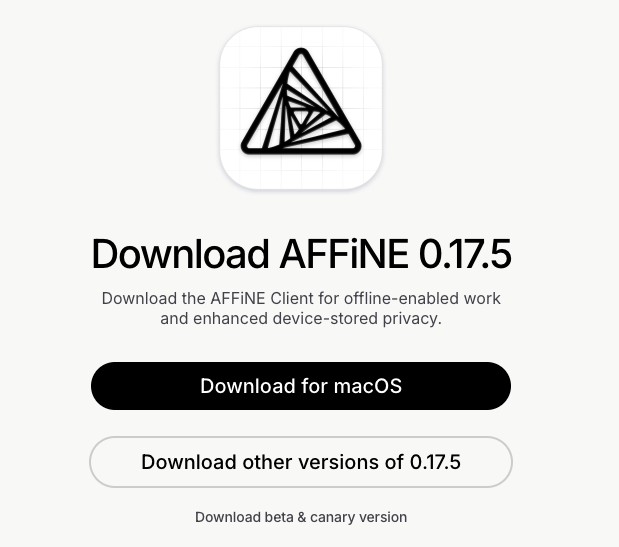 Download AFFiNE 0.17.5
Download the AFFiNE Client for offline-enabled work
and enhanced device-stored privacy.
Download for macOS
Download other versions of 0.17.5
Download beta & canary version